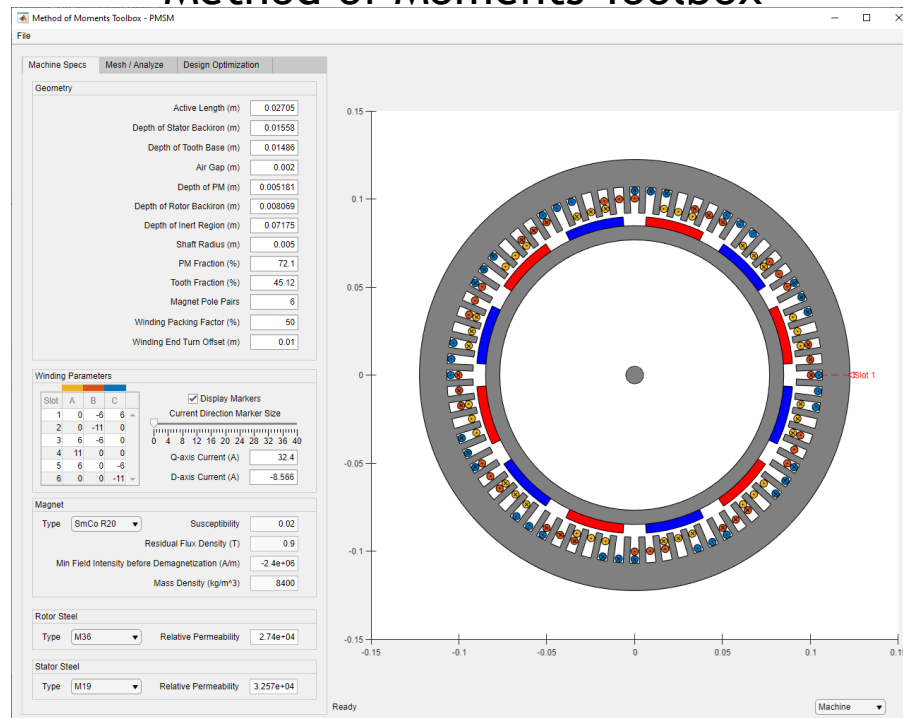 Method of Moments Toolbox
Method of Moments Toolbox - PMSM
File
Machine Specs Mesh / Analyze Design Optimization
Geometry
Active Length (m) 0.02705
Depth of Stator Backiron (m) 0.01558
Depth of Tooth Base (m) 0.01486
Air Gap (m) 0.002
Depth of PM (m) 0.005181
Depth of Rotor Backiron (m) 0.008069
Depth of Inert Region (m) 0.07175
Shaft Radius (m) 0.005
PM Fraction (%) 72.1
Tooth Fraction (%) 45.12
Magnet Pole Pairs 6
Winding Packing Factor (%) 50
Winding End Turn Offset (m) 0.01
Winding Parameters
Slot A B C
1 0 -6 6
2 0 -11 0
3 6 -6 0
4 11 0 0
5 6 0 -6
6 0 0 -11
Display Markers
Current Direction Marker Size
0 4 8 12 16 20 24 28 32 36 40
Q-axis Current (A) 32.4
D-axis Current (A) -8.566
Magnet
Type SmCo R20 Susceptibility 0.02
Residual Flux Density (T) 0.9
Min Field Intensity before Demagnetization (A/m) -2.4e+06
Mass Density (kg/m^3) 8400
Rotor Steel
Type M36 Relative Permeability 2.74e+04
Stator Steel
Type M19 Relative Permeability 3.257e+04
0.15
0.1
0.05
0
-0.05
-0.1
-0.15
Slot 1
-0.15 -0.1 -0.05 0 0.05 0.1 0.15
Ready Machine